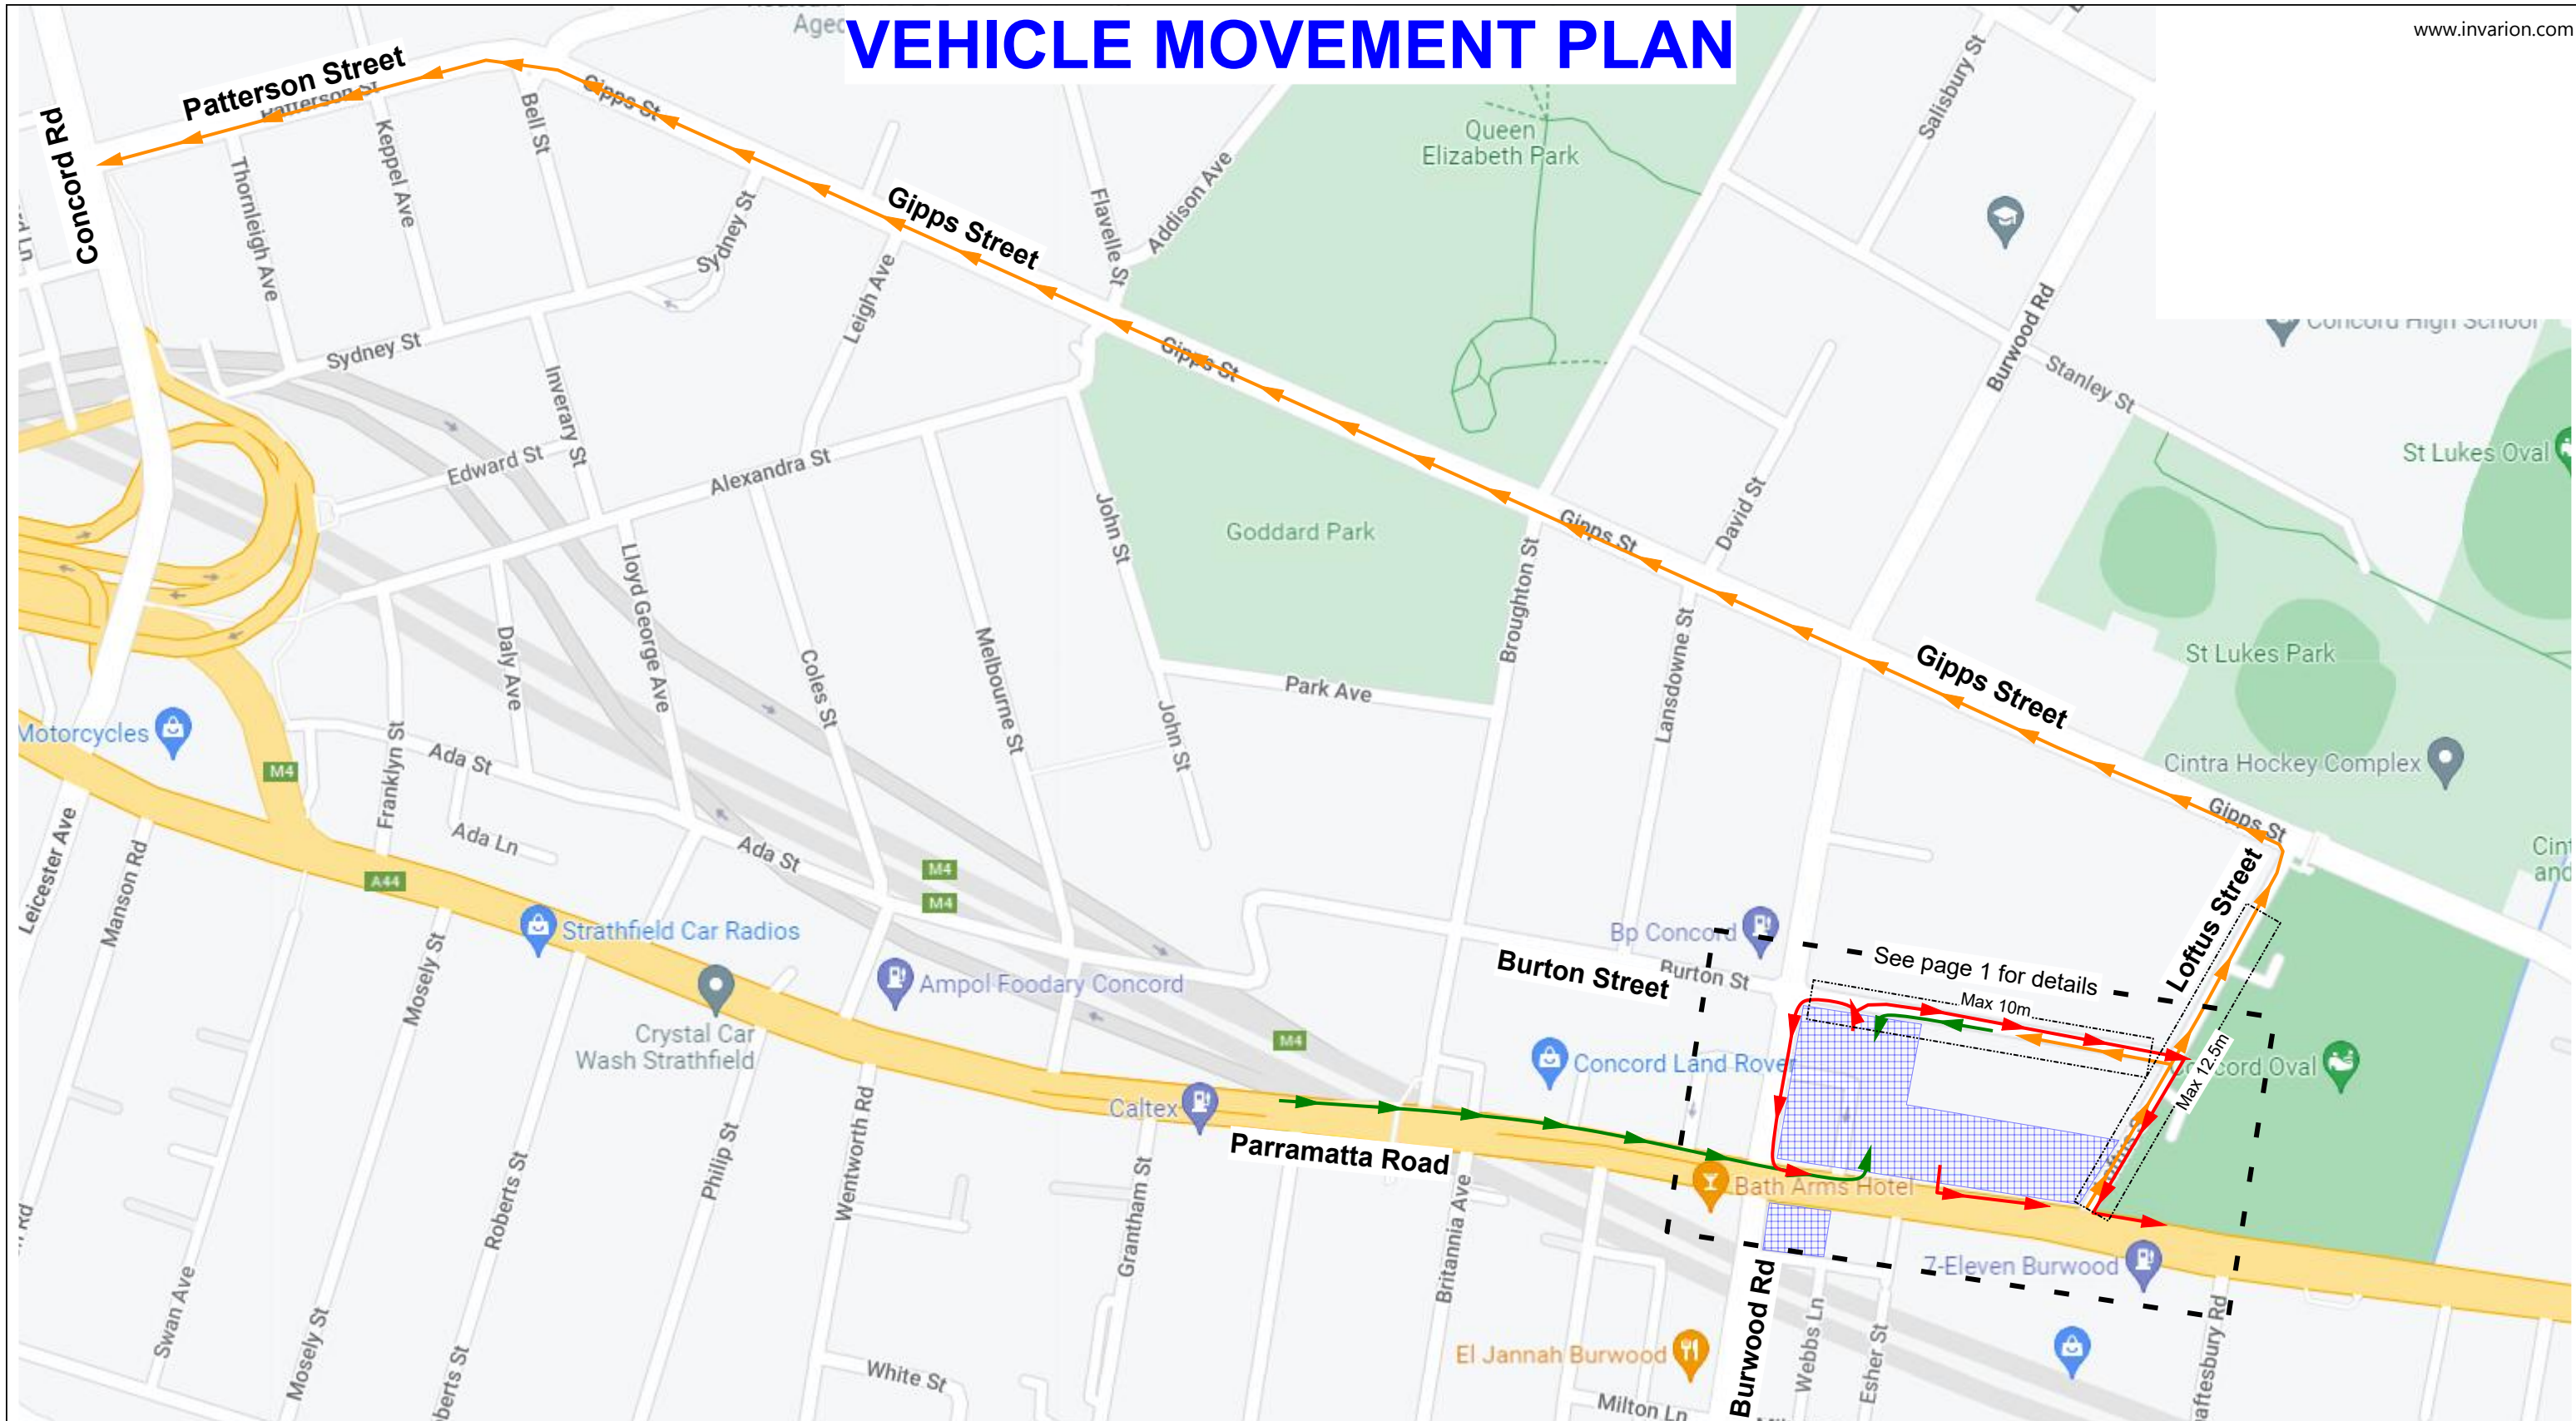 VEHICLE MOVEMENT PLAN
www.invarion.com
Patterson Street
Patterson St
Concord Rd
Gipps St
Bell St
Keppel Ave
Thornleigh Ave
Sydney St
Gipps Street
Leigh Ave
Flavelle St
Addison Ave
Queen
Elizabeth Park
Salisbury St
Burwood Rd
Concord High School
Stanley St
St Lukes Oval
Sydney St
Inverary St
Gipps St
Edward St
Alexandra St
John St
Goddard Park
David St
Gipps St
Broughton St
Lloyd George Ave
Daly Ave
Coles St
Melbourne St
Lansdowne St
St Lukes Park
Gipps Street
Park Ave
John St
Motorcycles
M4
Franklyn St
Ada St
Cintra Hockey Complex
Gipps St
Leicester Ave
Manson Rd
Ada Ln
Ada St
A44
M4
M4
Loftus Street
Strathfield Car Radios
Mosely St
Ampol Foodary Concord
Bp Concord
Burton Street
Burton St
See page 1 for details
Max 10m
Crystal Car
Wash Strathfield
M4
Concord Land Rover
Concord Oval
Max 12.5m
Caltex
Parramatta Road
Wentworth Rd
Philip St
Roberts St
Grantham St
Britannia Ave
Bath Arms Hotel
7-Eleven Burwood
Swan Ave
Mosely St
Burwood Rd
Webbs Ln
Esher St
El Jannah Burwood
White St
Milton Ln